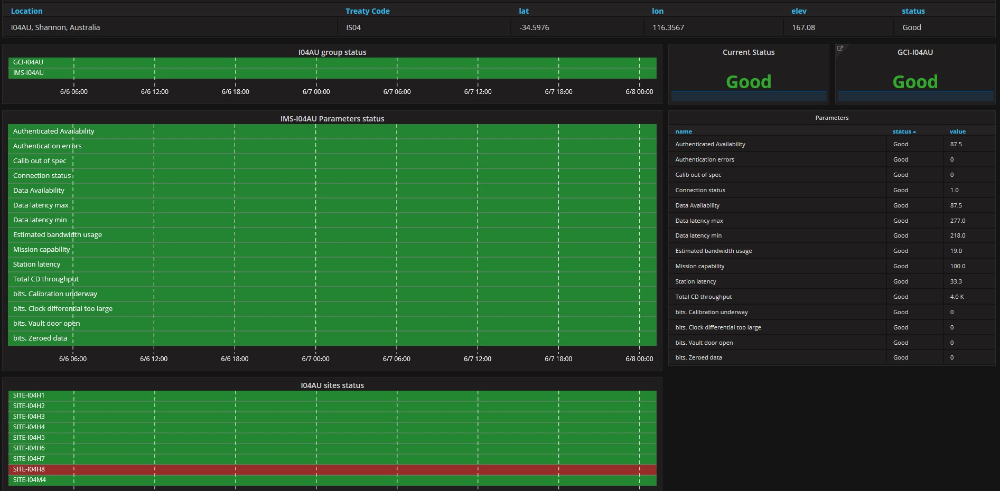 Location Treaty Code lat lon elev status
I04AU, Shannon, Australia IS04 -34.5976 116.3567 167.08 Good
I04AU group status
GCI-I04AU
IMS-I04AU
6/6 06:00 6/6 12:00 6/6 18:00 6/7 00:00 6/7 06:00 6/7 12:00 6/7 18:00 6/8 00:00
Current Status
Good
GCI-I04AU
Good
IMS-I04AU Parameters status
Authenticated Availability
Authentication errors
Calib out of spec
Connection status
Data Availability
Data latency max
Data latency min
Estimated bandwidth usage
Mission capability
Station latency
Total CD throughput
bits. Calibration underway
bits. Clock differential too large
bits. Vault door open
bits. Zeroed data
6/6 06:00 6/6 12:00 6/6 18:00 6/7 00:00 6/7 06:00 6/7 12:00 6/7 18:00 6/8 00:00
Parameters
name status value
Authenticated Availability Good 87.5
Authentication errors Good 0
Calib out of spec Good 0
Connection status Good 1.0
Data Availability Good 87.5
Data latency max Good 277.0
Data latency min Good 218.0
Estimated bandwidth usage Good 19.0
Mission capability Good 100.0
Station latency Good 33.3
Total CD throughput Good 4.0 K
bits. Calibration underway Good 0
bits. Clock differential too large Good 0
bits. Vault door open Good 0
bits. Zeroed data Good 0
I04AU sites status
SITE-I04H1
SITE-I04H2
SITE-I04H3
SITE-I04H4
SITE-I04H5
SITE-I04H6
SITE-I04H7
SITE-I04H8
SITE-I04M4